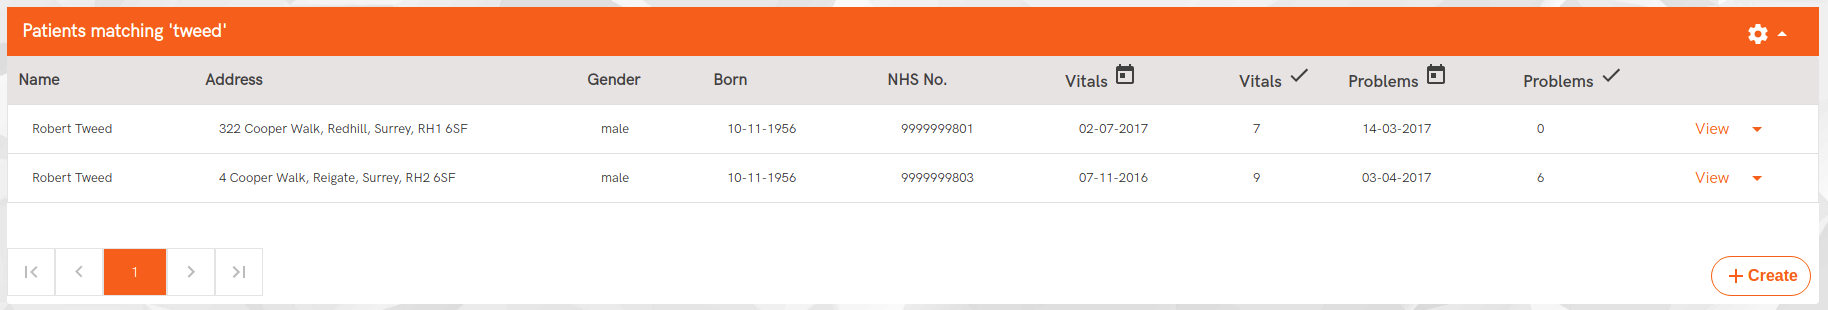 Patients matching 'tweed'
Name Address Gender Born NHS No. Vitals Vitals Problems Problems
Robert Tweed 322 Cooper Walk, Redhill, Surrey, RH1 6SF male 10-11-1956 9999999801 02-07-2017 7 14-03-2017 0 View
Robert Tweed 4 Cooper Walk, Reigate, Surrey, RH2 6SF male 10-11-1956 9999999803 07-11-2016 9 03-04-2017 6 View
1
+ Create